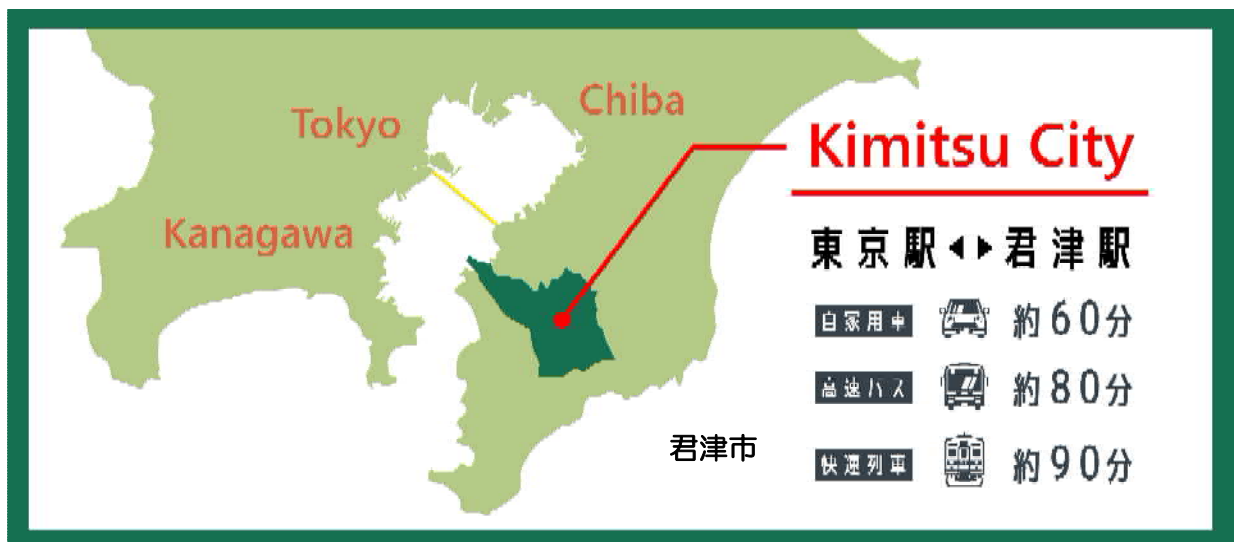 Tokyo
Chiba
Kanagawa
Kimitsu City
東京駅◀▶君津駅
自家用車 約60分
高速バス 約80分
快速列車 約90分
君津市